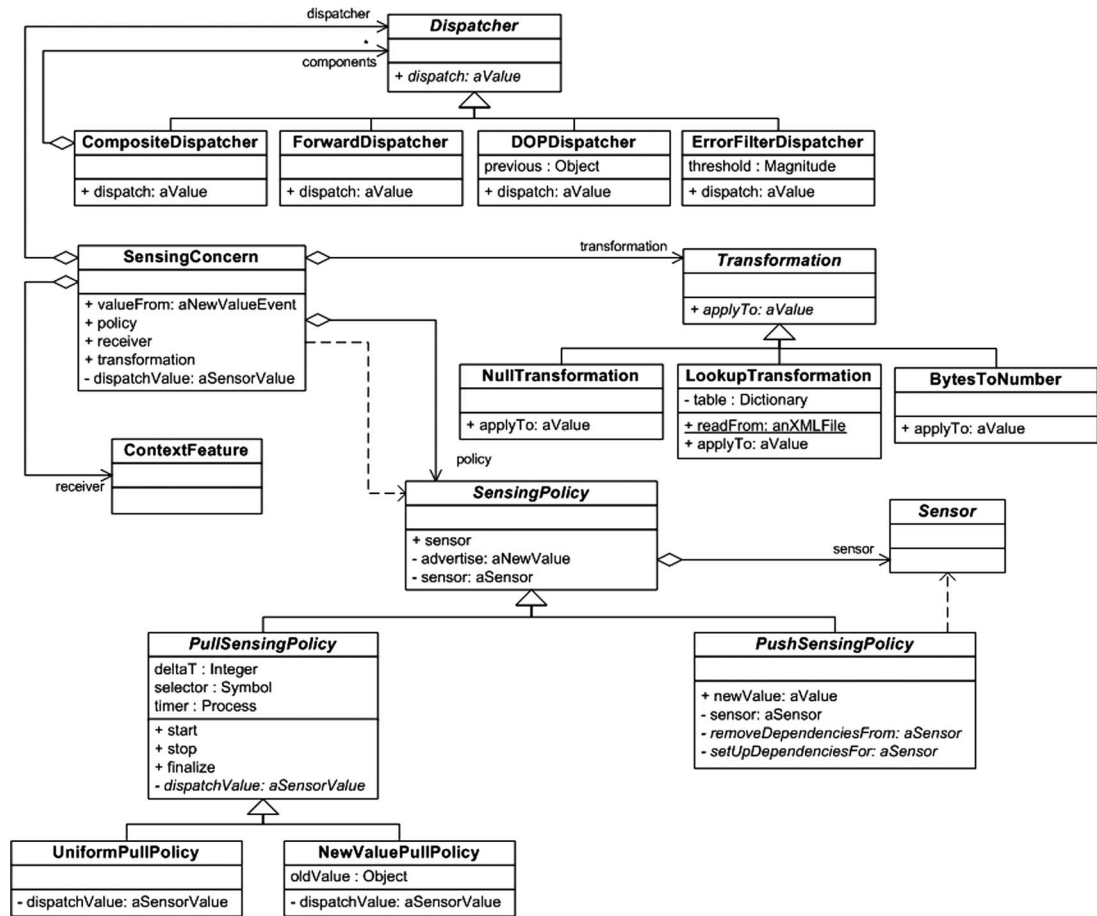 dispatcher
Dispatcher
*
components
+ dispatch: aValue
CompositeDispatcher
+ dispatch: aValue
ForwardDispatcher
+ dispatch: aValue
DOPDispatcher
previous : Object
+ dispatch: aValue
ErrorFilterDispatcher
threshold : Magnitude
+ dispatch: aValue
SensingConcern
+ valueFrom: aNewValueEvent
+ policy
+ receiver
+ transformation
- dispatchValue: aSensorValue
transformation
Transformation
+ applyTo: aValue
NullTransformation
+ applyTo: aValue
LookupTransformation
- table : Dictionary
+ readFrom: anXMLFile
+ applyTo: aValue
BytesToNumber
+ applyTo: aValue
ContextFeature
receiver
policy
SensingPolicy
+ sensor
- advertise: aNewValue
- sensor: aSensor
sensor
Sensor
PullSensingPolicy
deltaT : Integer
selector : Symbol
timer : Process
+ start
+ stop
+ finalize
- dispatchValue: aSensorValue
PushSensingPolicy
+ newValue: aValue
- sensor: aSensor
- removeDependenciesFrom: aSensor
- setUpDependenciesFor: aSensor
UniformPullPolicy
- dispatchValue: aSensorValue
NewValuePullPolicy
oldValue : Object
- dispatchValue: aSensorValue